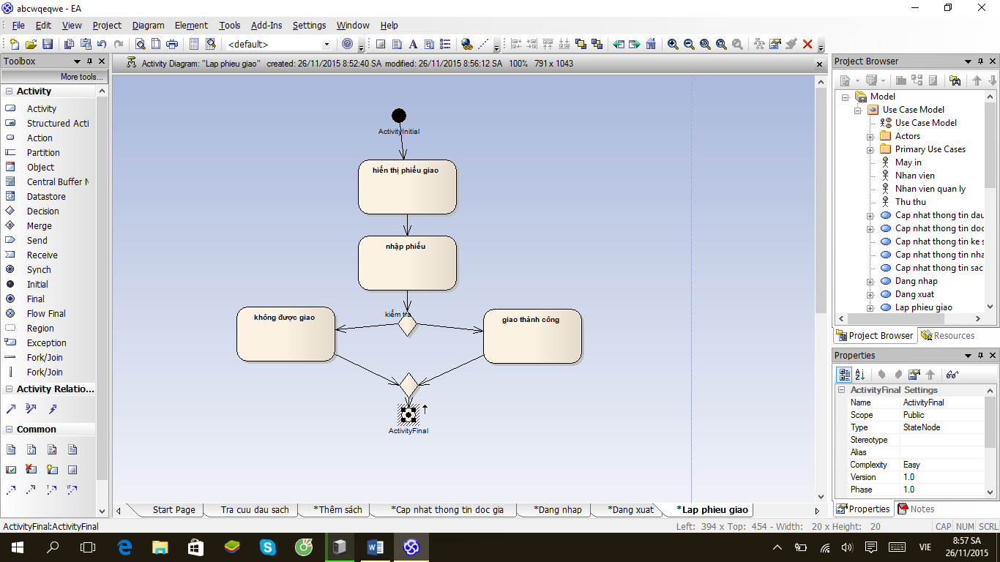 abcwqeqwe - EA
File Edit View Project Diagram Element Tools Add-Ins Settings Window Help
<default>
Toolbox
More tools...
Activity
Activity
Structured Acti
Action
Partition
Object
Central Buffer N
Datastore
Decision
Merge
Send
Receive
Synch
Initial
Final
Flow Final
Region
Exception
Fork/Join
Fork/Join
Activity Relatio...
Common
Activity Diagram: "Lap phieu giao" created: 26/11/2015 8:52:40 SA modified: 26/11/2015 8:56:12 SA 100% 791 x 1043
ActivityInitial
hiển thị phiếu giao
nhập phiếu
kiểm tra
không được giao
giao thành công
ActivityFinal
Start Page Tra cuu dau sach *Thêm sách *Cap nhat thong tin doc gia *Dang nhap *Dang xuat *Lap phieu giao
Project Browser
Model
Use Case Model
Use Case Model
Actors
Primary Use Cases
May in
Nhan vien
Nhan vien quan ly
Thu thu
Cap nhat thong tin dau
Cap nhat thong tin doc
Cap nhat thong tin ke s
Cap nhat thong tin nha
Cap nhat thong tin sac
Dang nhap
Dang xuat
Lap phieu giao
Project Browser Resources
Properties
ActivityFinal Settings
Name ActivityFinal
Scope Public
Type StateNode
Stereotype
Alias
Complexity Easy
Version 1.0
Phase 1.0
Properties Notes
ActivityFinal:ActivityFinal
Left: 394 x Top: 454 - Width: 20 x Height: 20
CAP NUM SCRL
VIE
8:57 SA
26/11/2015